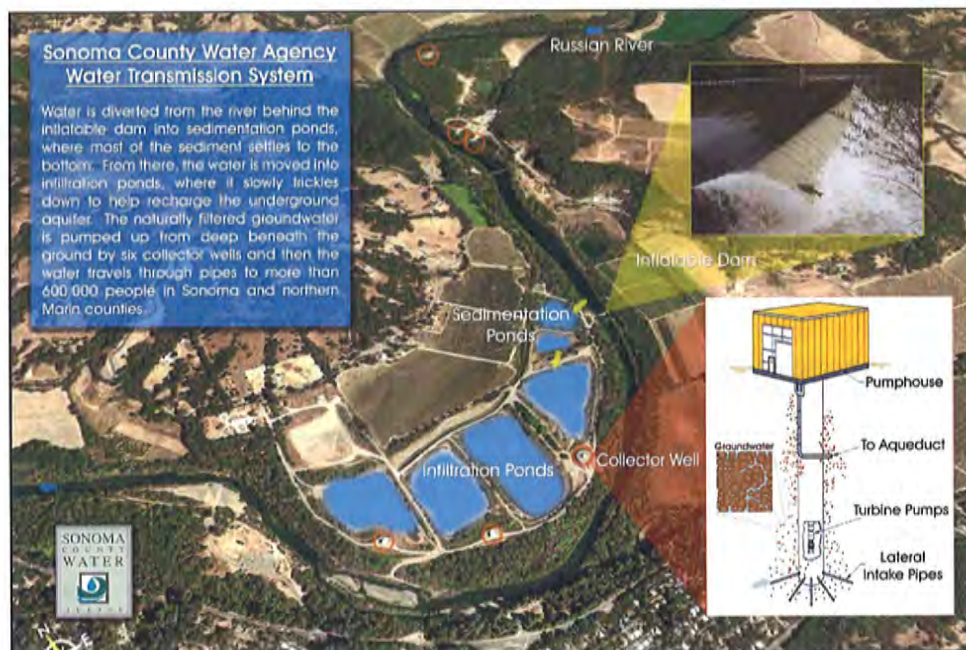 Sonoma County Water Agency
Water Transmission System
Water is diverted from the river behind the
inflatable dam into sedimentation ponds,
where most of the sediment settles to the
bottom. From there, the water is moved into
infiltration ponds, where it slowly trickles
down to help recharge the underground
aquifer. The naturally filtered groundwater
is pumped up from deep beneath the
ground by six collector wells and then the
water travels through pipes to more than
600,000 people in Sonoma and northern
Marin counties.
Russian River
Inflatable Dam
Sedimentation
Ponds
Infiltration Ponds
Collector Well
Pumphouse
To Aqueduct
Groundwater
Turbine Pumps
Lateral
Intake Pipes
SONOMA
COUNTY
WATER
AGENCY
N
E